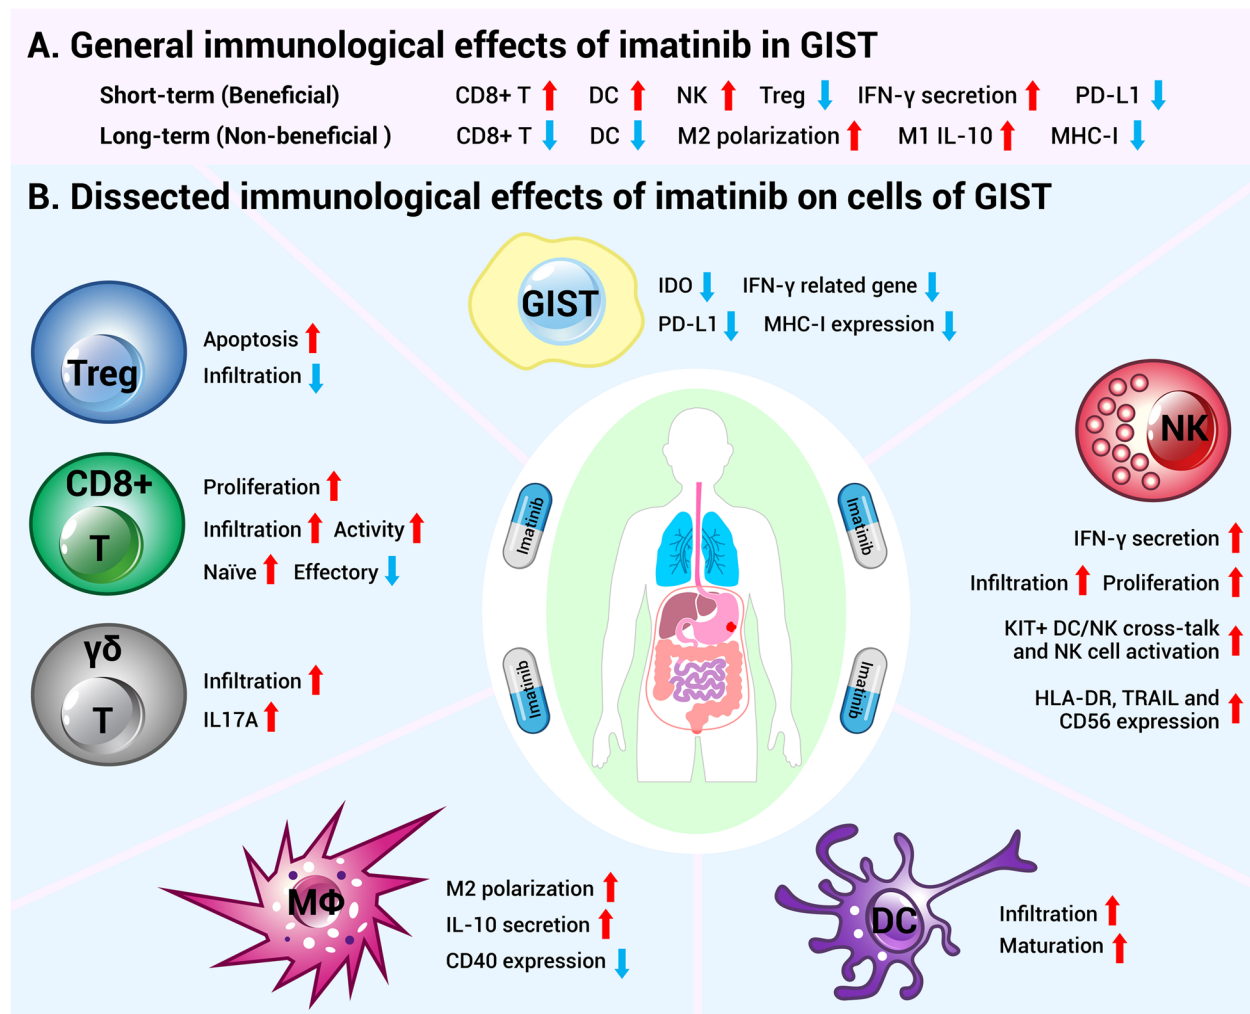 A. General immunological effects of imatinib in GIST
Short-term (Beneficial) CD8+ T DC NK Treg IFN-γ secretion PD-L1
Long-term (Non-beneficial ) CD8+ T DC M2 polarization M1 IL-10 MHC-I
B. Dissected immunological effects of imatinib on cells of GIST
GIST
IDO IFN-γ related gene
PD-L1 MHC-I expression
Treg
Apoptosis
Infiltration
CD8+
T
Proliferation
Infiltration Activity
Naïve Effectory
γδ
T
Infiltration
IL17A
Imatinib
Imatinib
Imatinib
Imatinib
NK
IFN-γ secretion
Infiltration Proliferation
KIT+ DC/NK cross-talk
and NK cell activation
HLA-DR, TRAIL and
CD56 expression
MΦ
M2 polarization
IL-10 secretion
CD40 expression
DC
Infiltration
Maturation